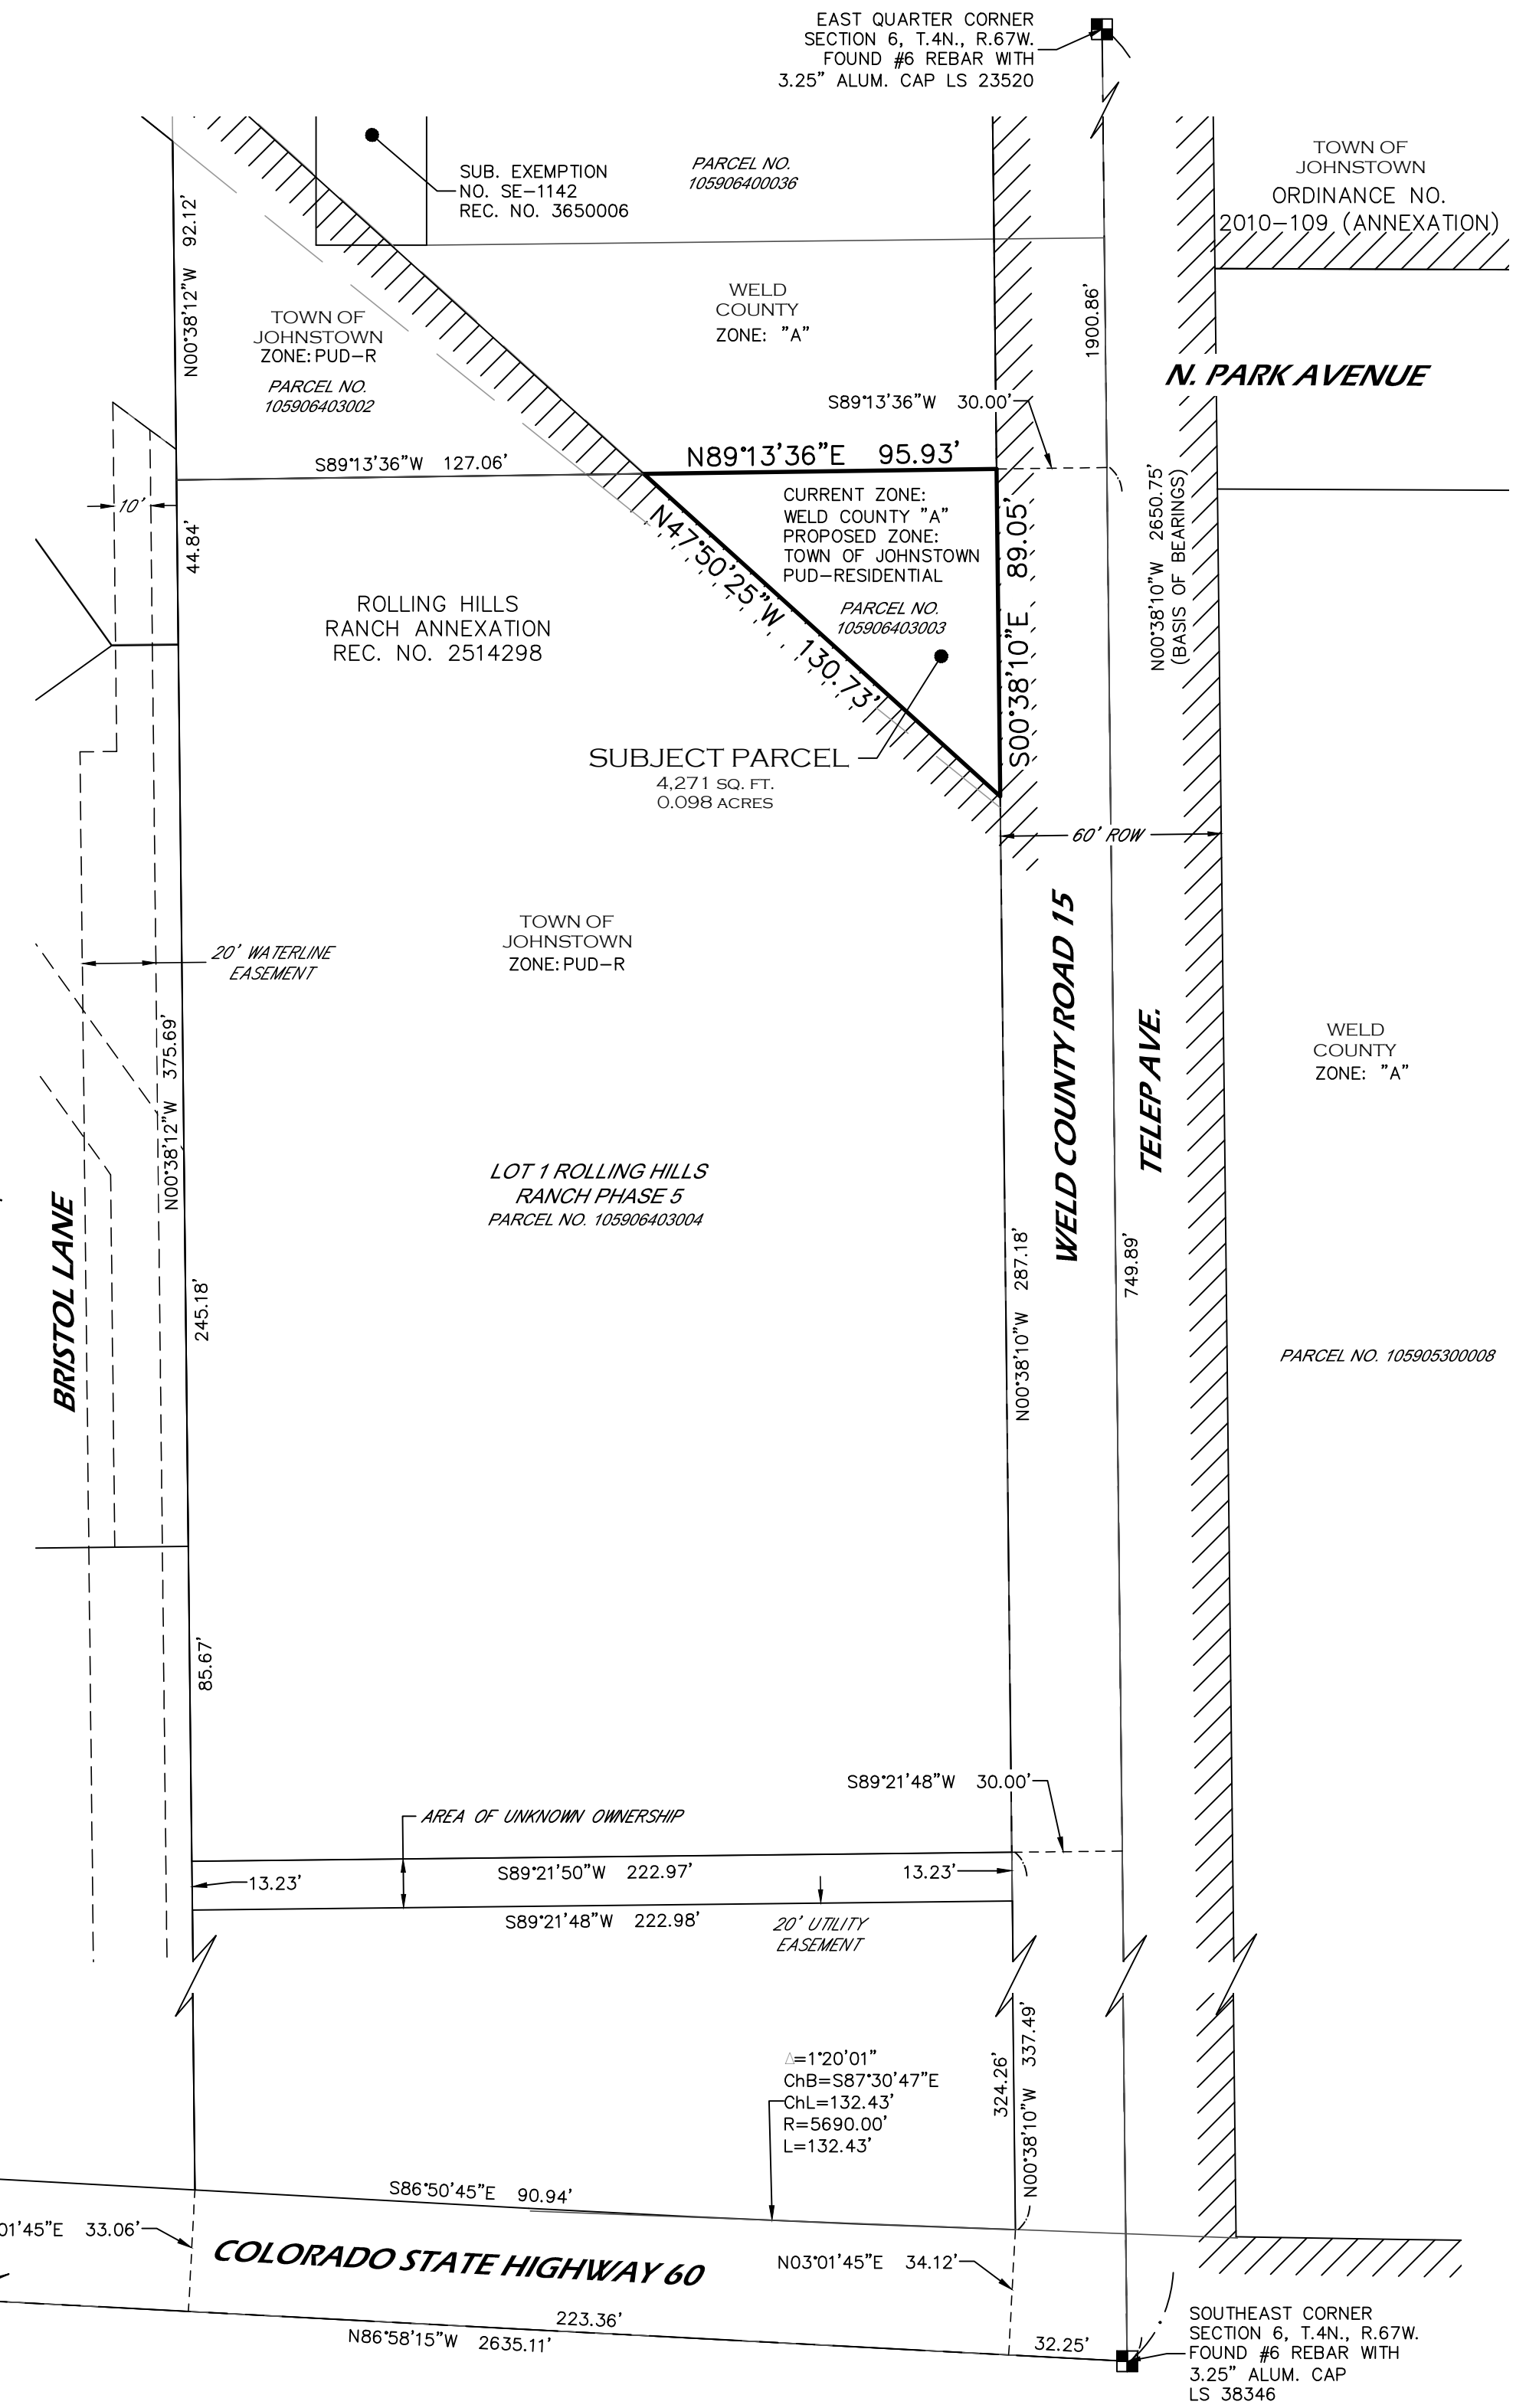 EAST QUARTER CORNER
SECTION 6, T.4N., R.67W.
FOUND #6 REBAR WITH
3.25" ALUM. CAP LS 23520
TOWN OF
JOHNSTOWN
ORDINANCE NO.
2010-109 (ANNEXATION)
SUB. EXEMPTION
NO. SE-1142
REC. NO. 3650006
PARCEL NO.
105906400036
N00°38'12"W 92.12'
TOWN OF
JOHNSTOWN
ZONE: PUD-R
PARCEL NO.
105906403002
WELD
COUNTY
ZONE: "A"
1900.86'
N. PARK AVENUE
S89°13'36"W 30.00'
S89°13'36"W 127.06'
N89°13'36"E 95.93'
CURRENT ZONE:
WELD COUNTY "A"
PROPOSED ZONE:
TOWN OF JOHNSTOWN
PUD-RESIDENTIAL
PARCEL NO.
105906403003
N47°50'25"W 130.73'
S00°38'10"E 89.05'
N00°38'10"W 2650.75'
(BASIS OF BEARINGS)
10'
44.84'
ROLLING HILLS
RANCH ANNEXATION
REC. NO. 2514298
SUBJECT PARCEL
4,271 SQ. FT.
0.098 ACRES
60' ROW
TOWN OF
JOHNSTOWN
ZONE: PUD-R
20' WATERLINE
EASEMENT
N00°38'12"W 375.69'
WELD COUNTY ROAD 15
TELEP AVE.
WELD
COUNTY
ZONE: "A"
LOT 1 ROLLING HILLS
RANCH PHASE 5
PARCEL NO. 105906403004
BRISTOL LANE
245.18'
N00°38'10"W 287.18'
749.89'
PARCEL NO. 105905300008
85.67'
S89°21'48"W 30.00'
AREA OF UNKNOWN OWNERSHIP
13.23'
S89°21'50"W 222.97'
13.23'
S89°21'48"W 222.98'
20' UTILITY
EASEMENT
Δ=1°20'01"
ChB=S87°30'47"E
ChL=132.43'
R=5690.00'
L=132.43'
324.26'
N00°38'10"W 337.49'
S86°50'45"E 90.94'
01'45"E 33.06'
COLORADO STATE HIGHWAY 60
N03°01'45"E 34.12'
223.36'
N86°58'15"W 2635.11'
32.25'
SOUTHEAST CORNER
SECTION 6, T.4N., R.67W.
FOUND #6 REBAR WITH
3.25" ALUM. CAP
LS 38346